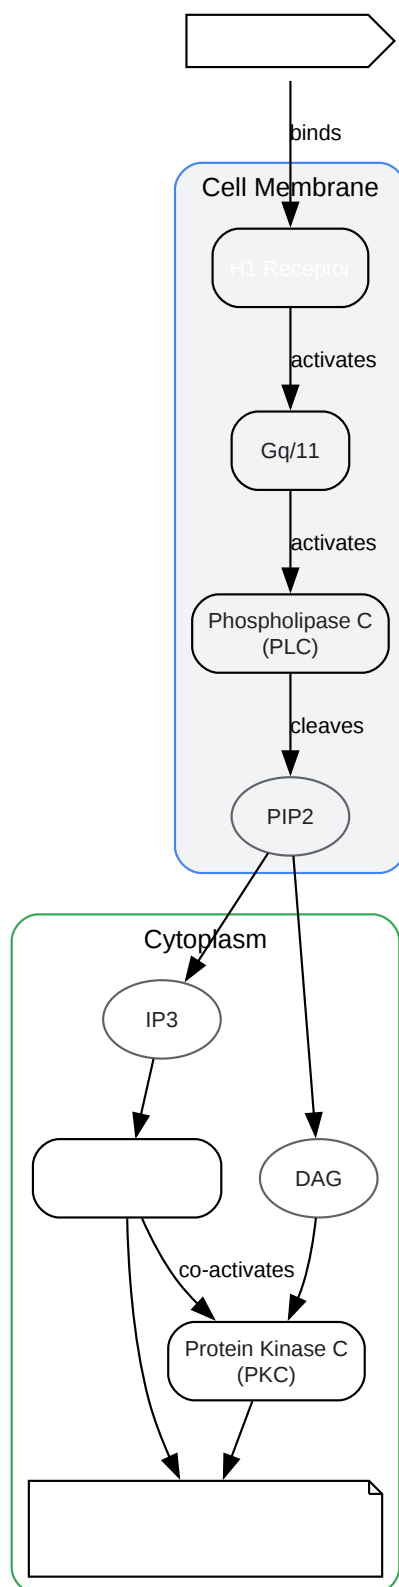 binds
Cell Membrane
H1 Receptor
activates
Gq/11
activates
Phospholipase C
(PLC)
cleaves
PIP2
Cytoplasm
IP3
DAG
co-activates
Protein Kinase C
(PKC)